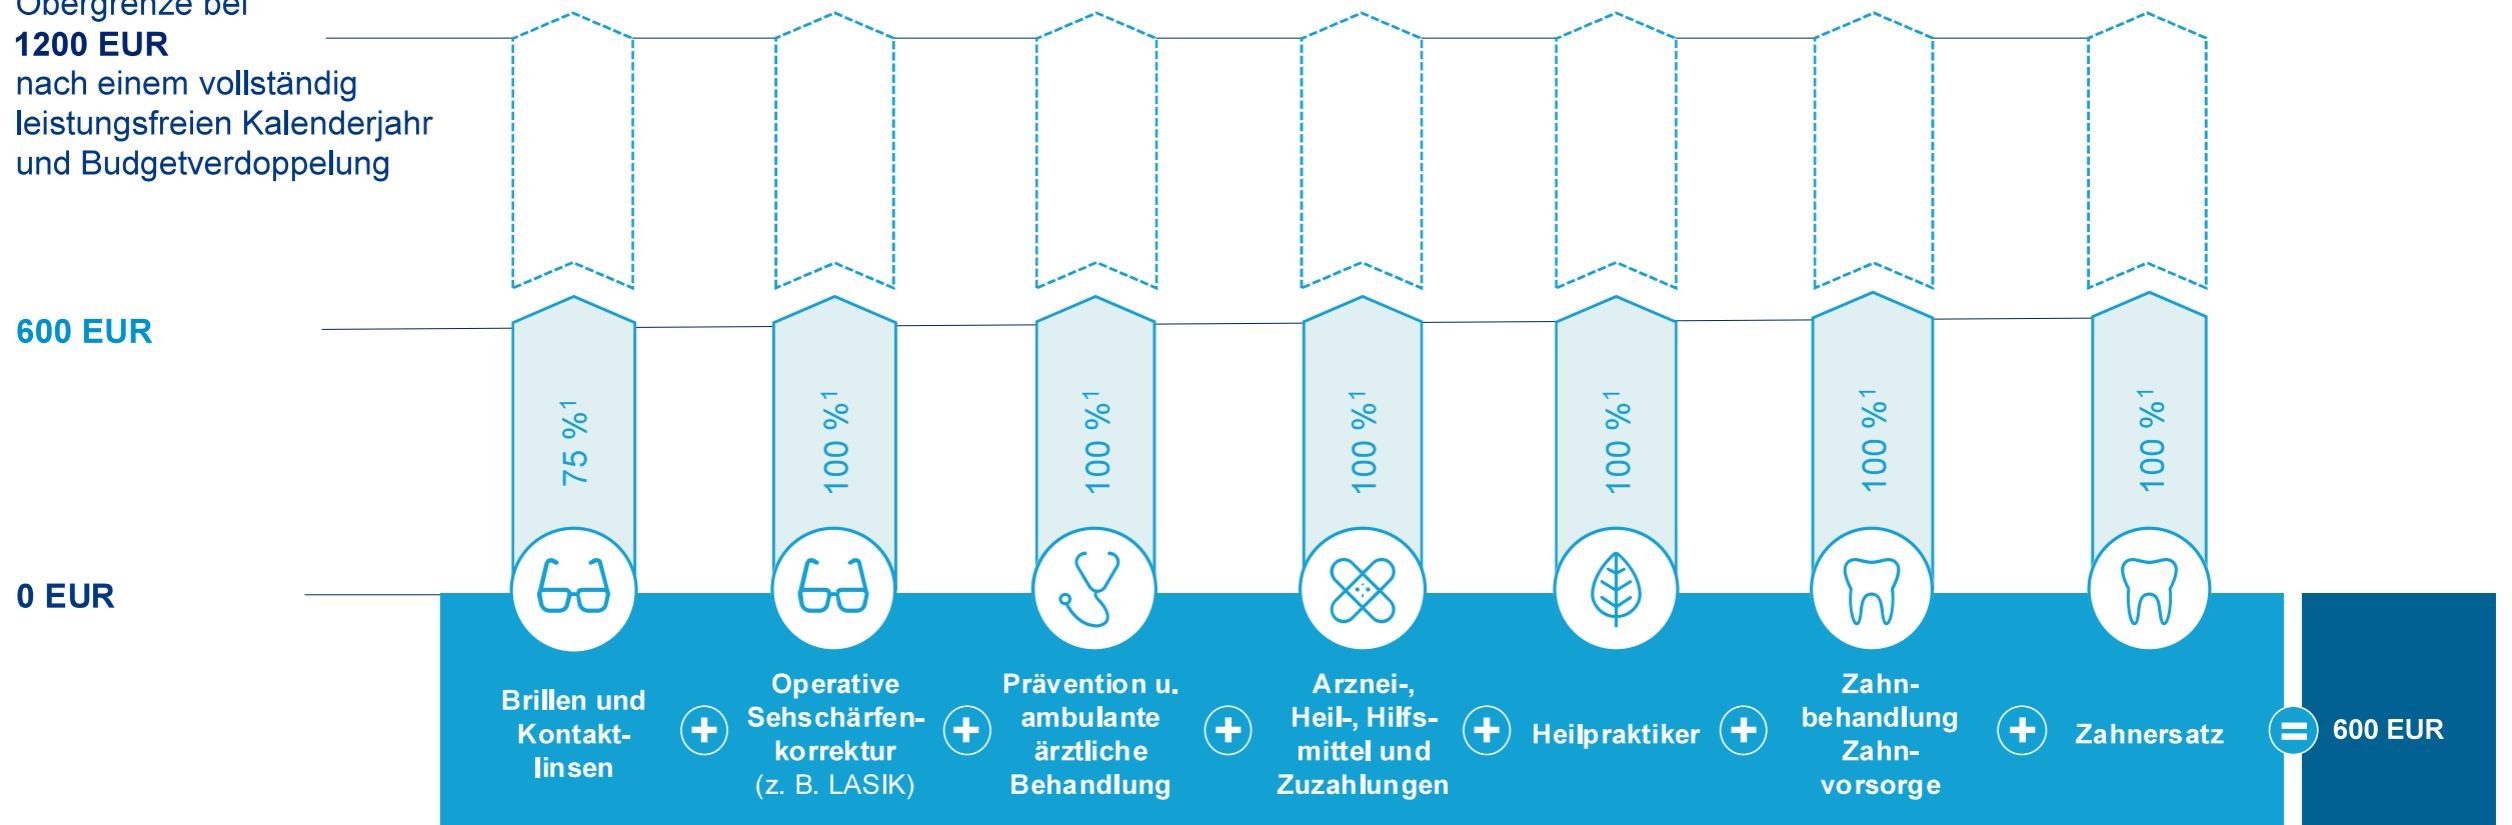 Obergrenze bei
1200 EUR
nach einem vollständig
leistungsfreien Kalenderjahr
und Budgetverdoppelung
600 EUR
75 %¹
100 %¹
100 %¹
100 %¹
100 %¹
100 %¹
100 %¹
0 EUR
Brillen und
Kontakt-
linsen
+
Operative
Sehschärfen-
korrektur
(z. B. LASIK)
+
Prävention u.
ambulante
ärztliche
Behandlung
+
Arznei-,
Heil-, Hilfs-
mittel und
Zuzahlungen
+
Heilpraktiker
+
Zahn-
behandlung
Zahn-
vorsorge
+
Zahnersatz
=
600 EUR